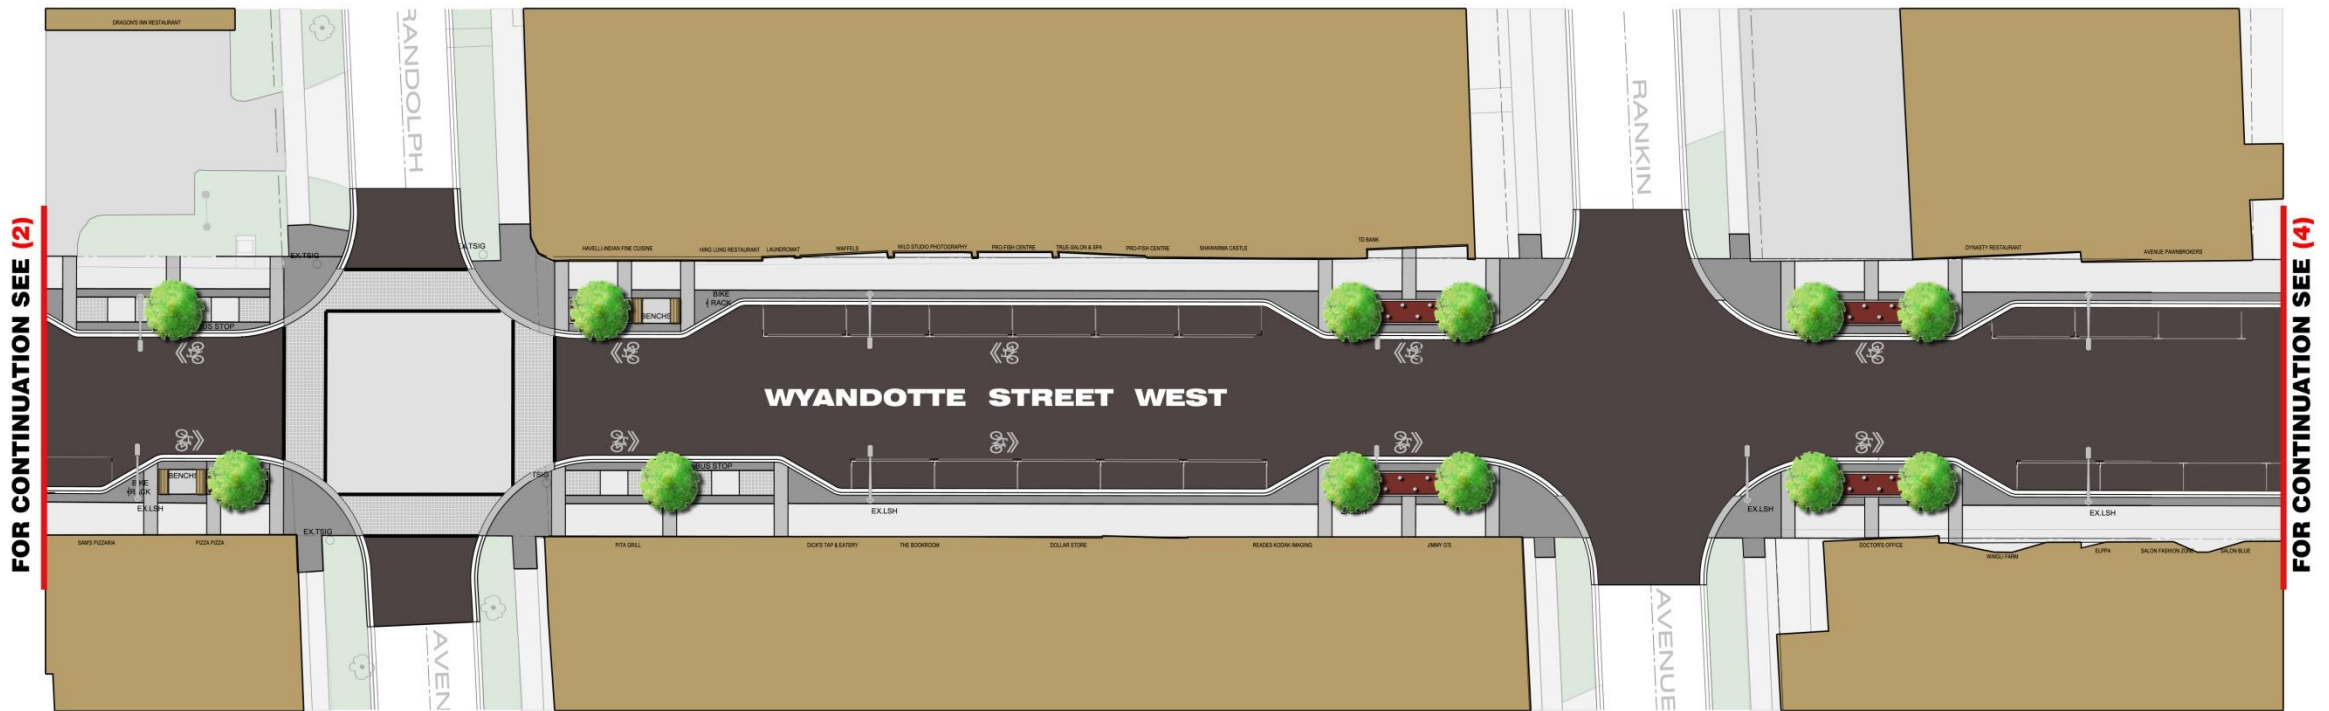 DRAGON'S INN RESTAURANT
RANDOLPH
RANKIN
FOR CONTINUATION SEE (2)
FOR CONTINUATION SEE (4)
EX.TSIG
EX.TSIG
HAVELLI-INDIAN FINE CUISINE
HING LUNG RESTAURANT
LAUNDROMAT
WAFFELS
WILD STUDIO PHOTOGRAPHY
PRO-FISH CENTRE
TRUE-SALON & SPA
PRO-FISH CENTRE
SHAWARMA CASTLE
TD BANK
DYNASTY RESTAURANT
AVENUE PAWNBROKERS
BUS STOP
BENCHS
BIKE
RACK
WYANDOTTE STREET WEST
BIKE
RACK
BENCHS
EX.LSH
EX.TSIG
TSIG
BUS STOP
EX.LSH
EX.LSH
EX.LSH
EX.LSH
SAM'S PIZZARIA
PIZZA PIZZA
PITA GRILL
DICK'S TAP & EATERY
THE BOOKROOM
DOLLAR STORE
READES KODAK IMAGING
JIMMY G'S
DOCTOR'S OFFICE
WINGLI FARM
ELPPA
SALON FASHION ZONE
SALON BLUE
AVEN
AVENUE